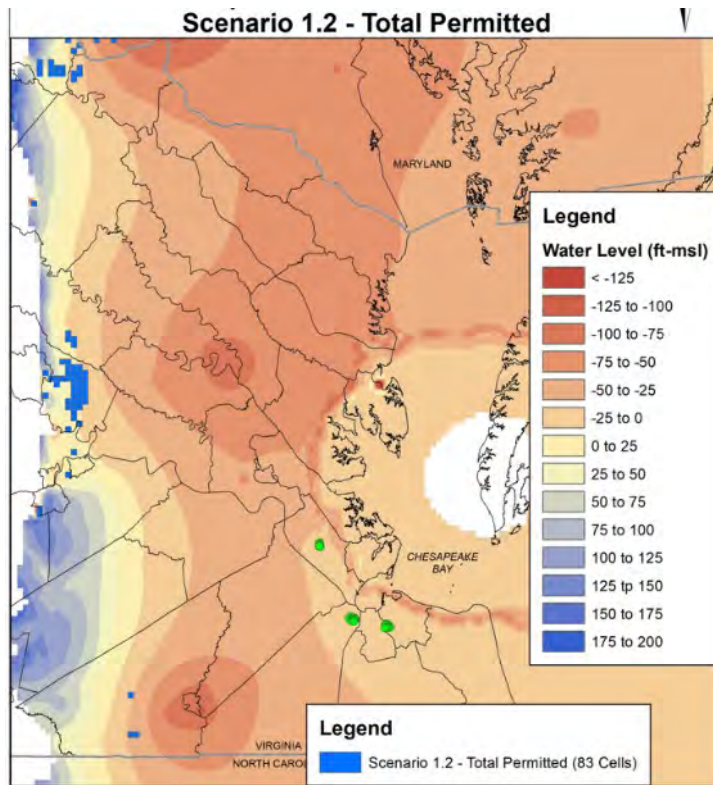 Scenario 1.2 - Total Permitted
MARYLAND
Legend
Water Level (ft-msl)
< -125
-125 to -100
-100 to -75
-75 to -50
-50 to -25
-25 to 0
0 to 25
25 to 50
50 to 75
75 to 100
100 to 125
125 tp 150
150 to 175
175 to 200
CHESAPEAKE
BAY
VIRGINIA
NORTH CAROL
Legend
Scenario 1.2 - Total Permitted (83 Cells)